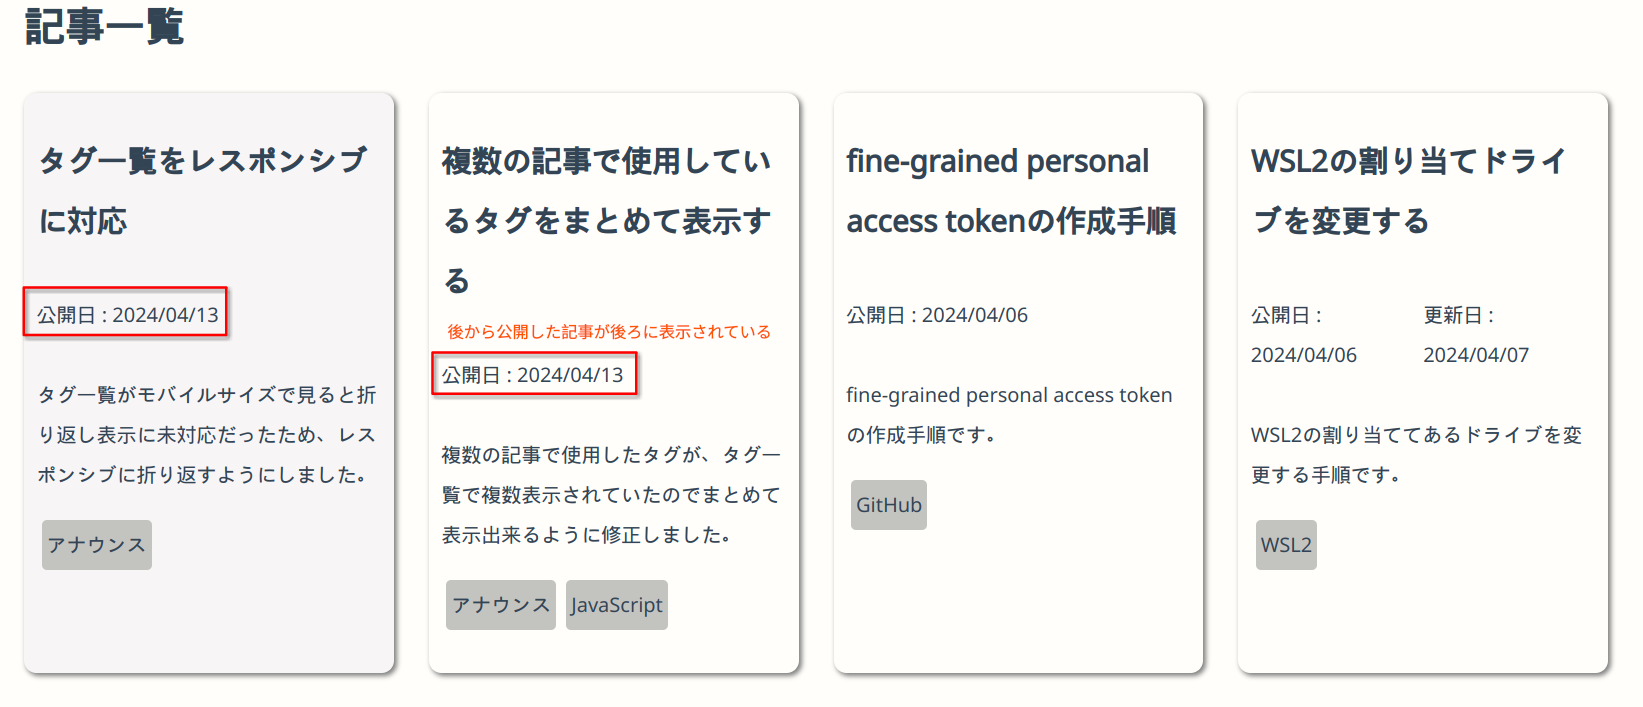 記事一覧
タグ一覧をレスポンシブ
に対応
公開日 : 2024/04/13
タグ一覧がモバイルサイズで見ると折
り返し表示に未対応だったため、レス
ポンシブに折り返すようにしました。
アナウンス
複数の記事で使用してい
るタグをまとめて表示す
る
後から公開した記事が後ろに表示されている
公開日 : 2024/04/13
複数の記事で使用したタグが、タグ一
覧で複数表示されていたのでまとめて
表示出来るように修正しました。
アナウンス JavaScript
fine-grained personal
access tokenの作成手順
公開日 : 2024/04/06
fine-grained personal access token
の作成手順です。
GitHub
WSL2の割り当てドライ
ブを変更する
公開日 :
2024/04/06
更新日 :
2024/04/07
WSL2の割り当ててあるドライブを変
更する手順です。
WSL2